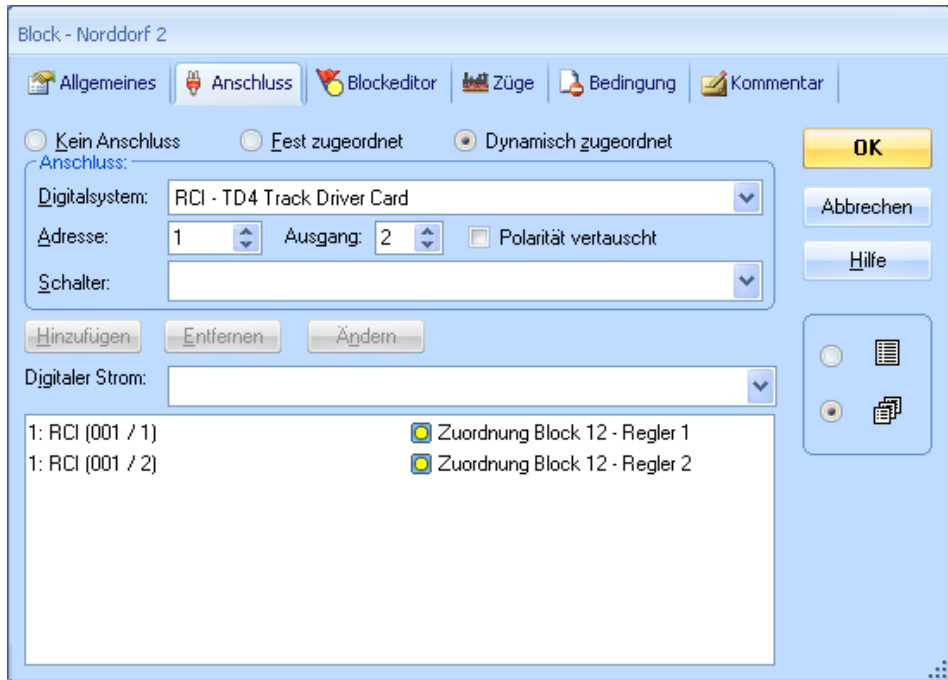 Block - Norddorf 2
Allgemeines Anschluss Blockeditor Züge Bedingung Kommentar
Kein Anschluss Fest zugeordnet Dynamisch zugeordnet
Anschluss:
OK
Digitalsystem: RCI - TD4 Track Driver Card
Abbrechen
Adresse: 1 Ausgang: 2 Polarität vertauscht
Hilfe
Schalter:
Hinzufügen Entfernen Ändern
Digitaler Strom:
1: RCI (001 / 1) Zuordnung Block 12 - Regler 1
1: RCI (001 / 2) Zuordnung Block 12 - Regler 2